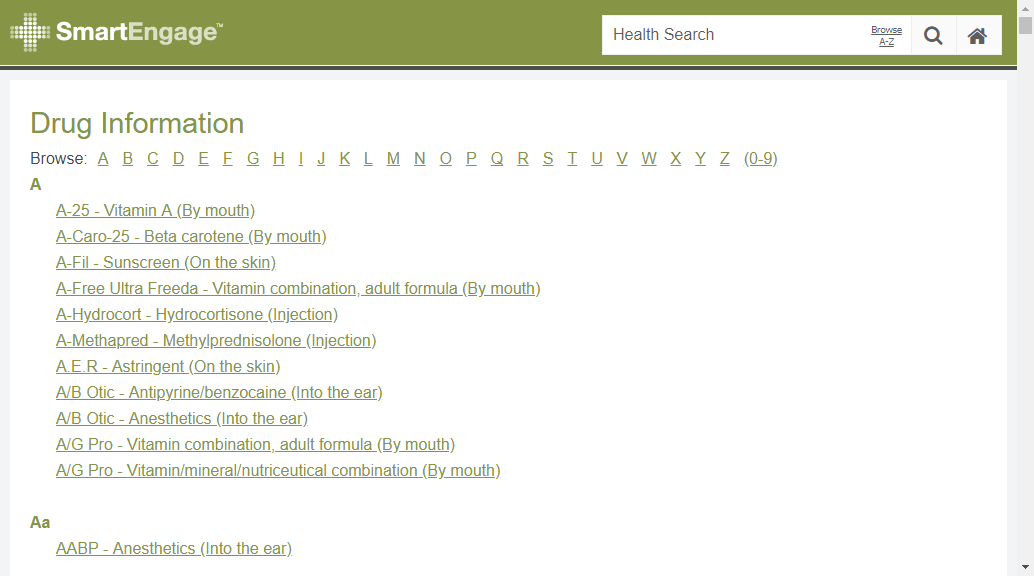 SmartEngage™
Health Search
Browse
A-Z
Drug Information
Browse: A B C D E F G H I J K L M N O P Q R S T U V W X Y Z (0-9)
A
A-25 - Vitamin A (By mouth)
A-Caro-25 - Beta carotene (By mouth)
A-Fil - Sunscreen (On the skin)
A-Free Ultra Freeda - Vitamin combination, adult formula (By mouth)
A-Hydrocort - Hydrocortisone (Injection)
A-Methapred - Methylprednisolone (Injection)
A.E.R - Astringent (On the skin)
A/B Otic - Antipyrine/benzocaine (Into the ear)
A/B Otic - Anesthetics (Into the ear)
A/G Pro - Vitamin combination, adult formula (By mouth)
A/G Pro - Vitamin/mineral/nutriceutical combination (By mouth)
Aa
AABP - Anesthetics (Into the ear)